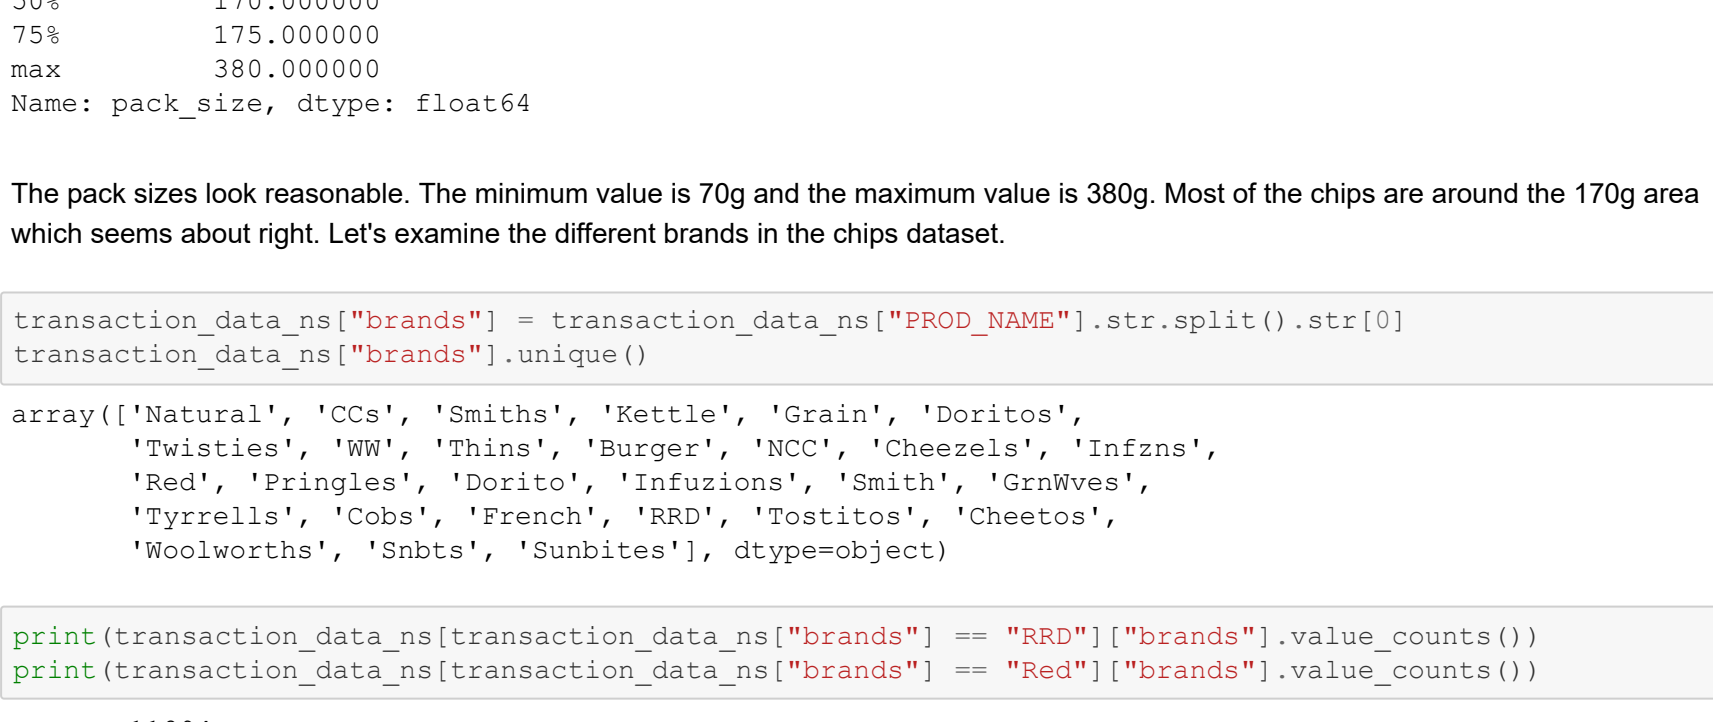 50%          170.000000
75%          175.000000
max          380.000000
Name: pack_size, dtype: float64
The pack sizes look reasonable. The minimum value is 70g and the maximum value is 380g. Most of the chips are around the 170g area
which seems about right. Let's examine the different brands in the chips dataset.
transaction_data_ns["brands"] = transaction_data_ns["PROD_NAME"].str.split().str[0]
transaction_data_ns["brands"].unique()
array(['Natural', 'CCs', 'Smiths', 'Kettle', 'Grain', 'Doritos',
       'Twisties', 'WW', 'Thins', 'Burger', 'NCC', 'Cheezels', 'Infzns',
       'Red', 'Pringles', 'Dorito', 'Infuzions', 'Smith', 'GrnWves',
       'Tyrrells', 'Cobs', 'French', 'RRD', 'Tostitos', 'Cheetos',
       'Woolworths', 'Snbts', 'Sunbites'], dtype=object)
print(transaction_data_ns[transaction_data_ns["brands"] == "RRD"]["brands"].value_counts())
print(transaction_data_ns[transaction_data_ns["brands"] == "Red"]["brands"].value_counts())